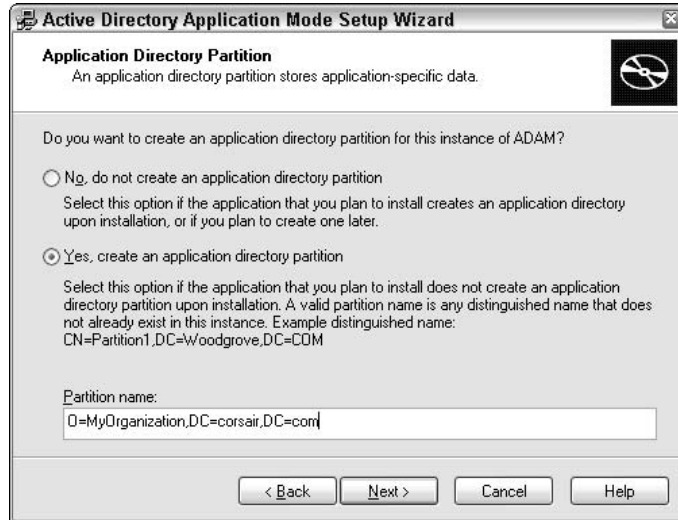 Active Directory Application Mode Setup Wizard
Application Directory Partition
An application directory partition stores application-specific data.
Do you want to create an application directory partition for this instance of ADAM?
No, do not create an application directory partition
Select this option if the application that you plan to install creates an application directory
upon installation, or if you plan to create one later.
Yes, create an application directory partition
Select this option if the application that you plan to install does not create an application
directory partition upon installation. A valid partition name is any distinguished name that does
not already exist in this instance. Example distinguished name:
CN=Partition1,DC=Woodgrove,DC=COM
Partition name:
O=MyOrganization,DC=corsair,DC=com
< Back Next > Cancel Help